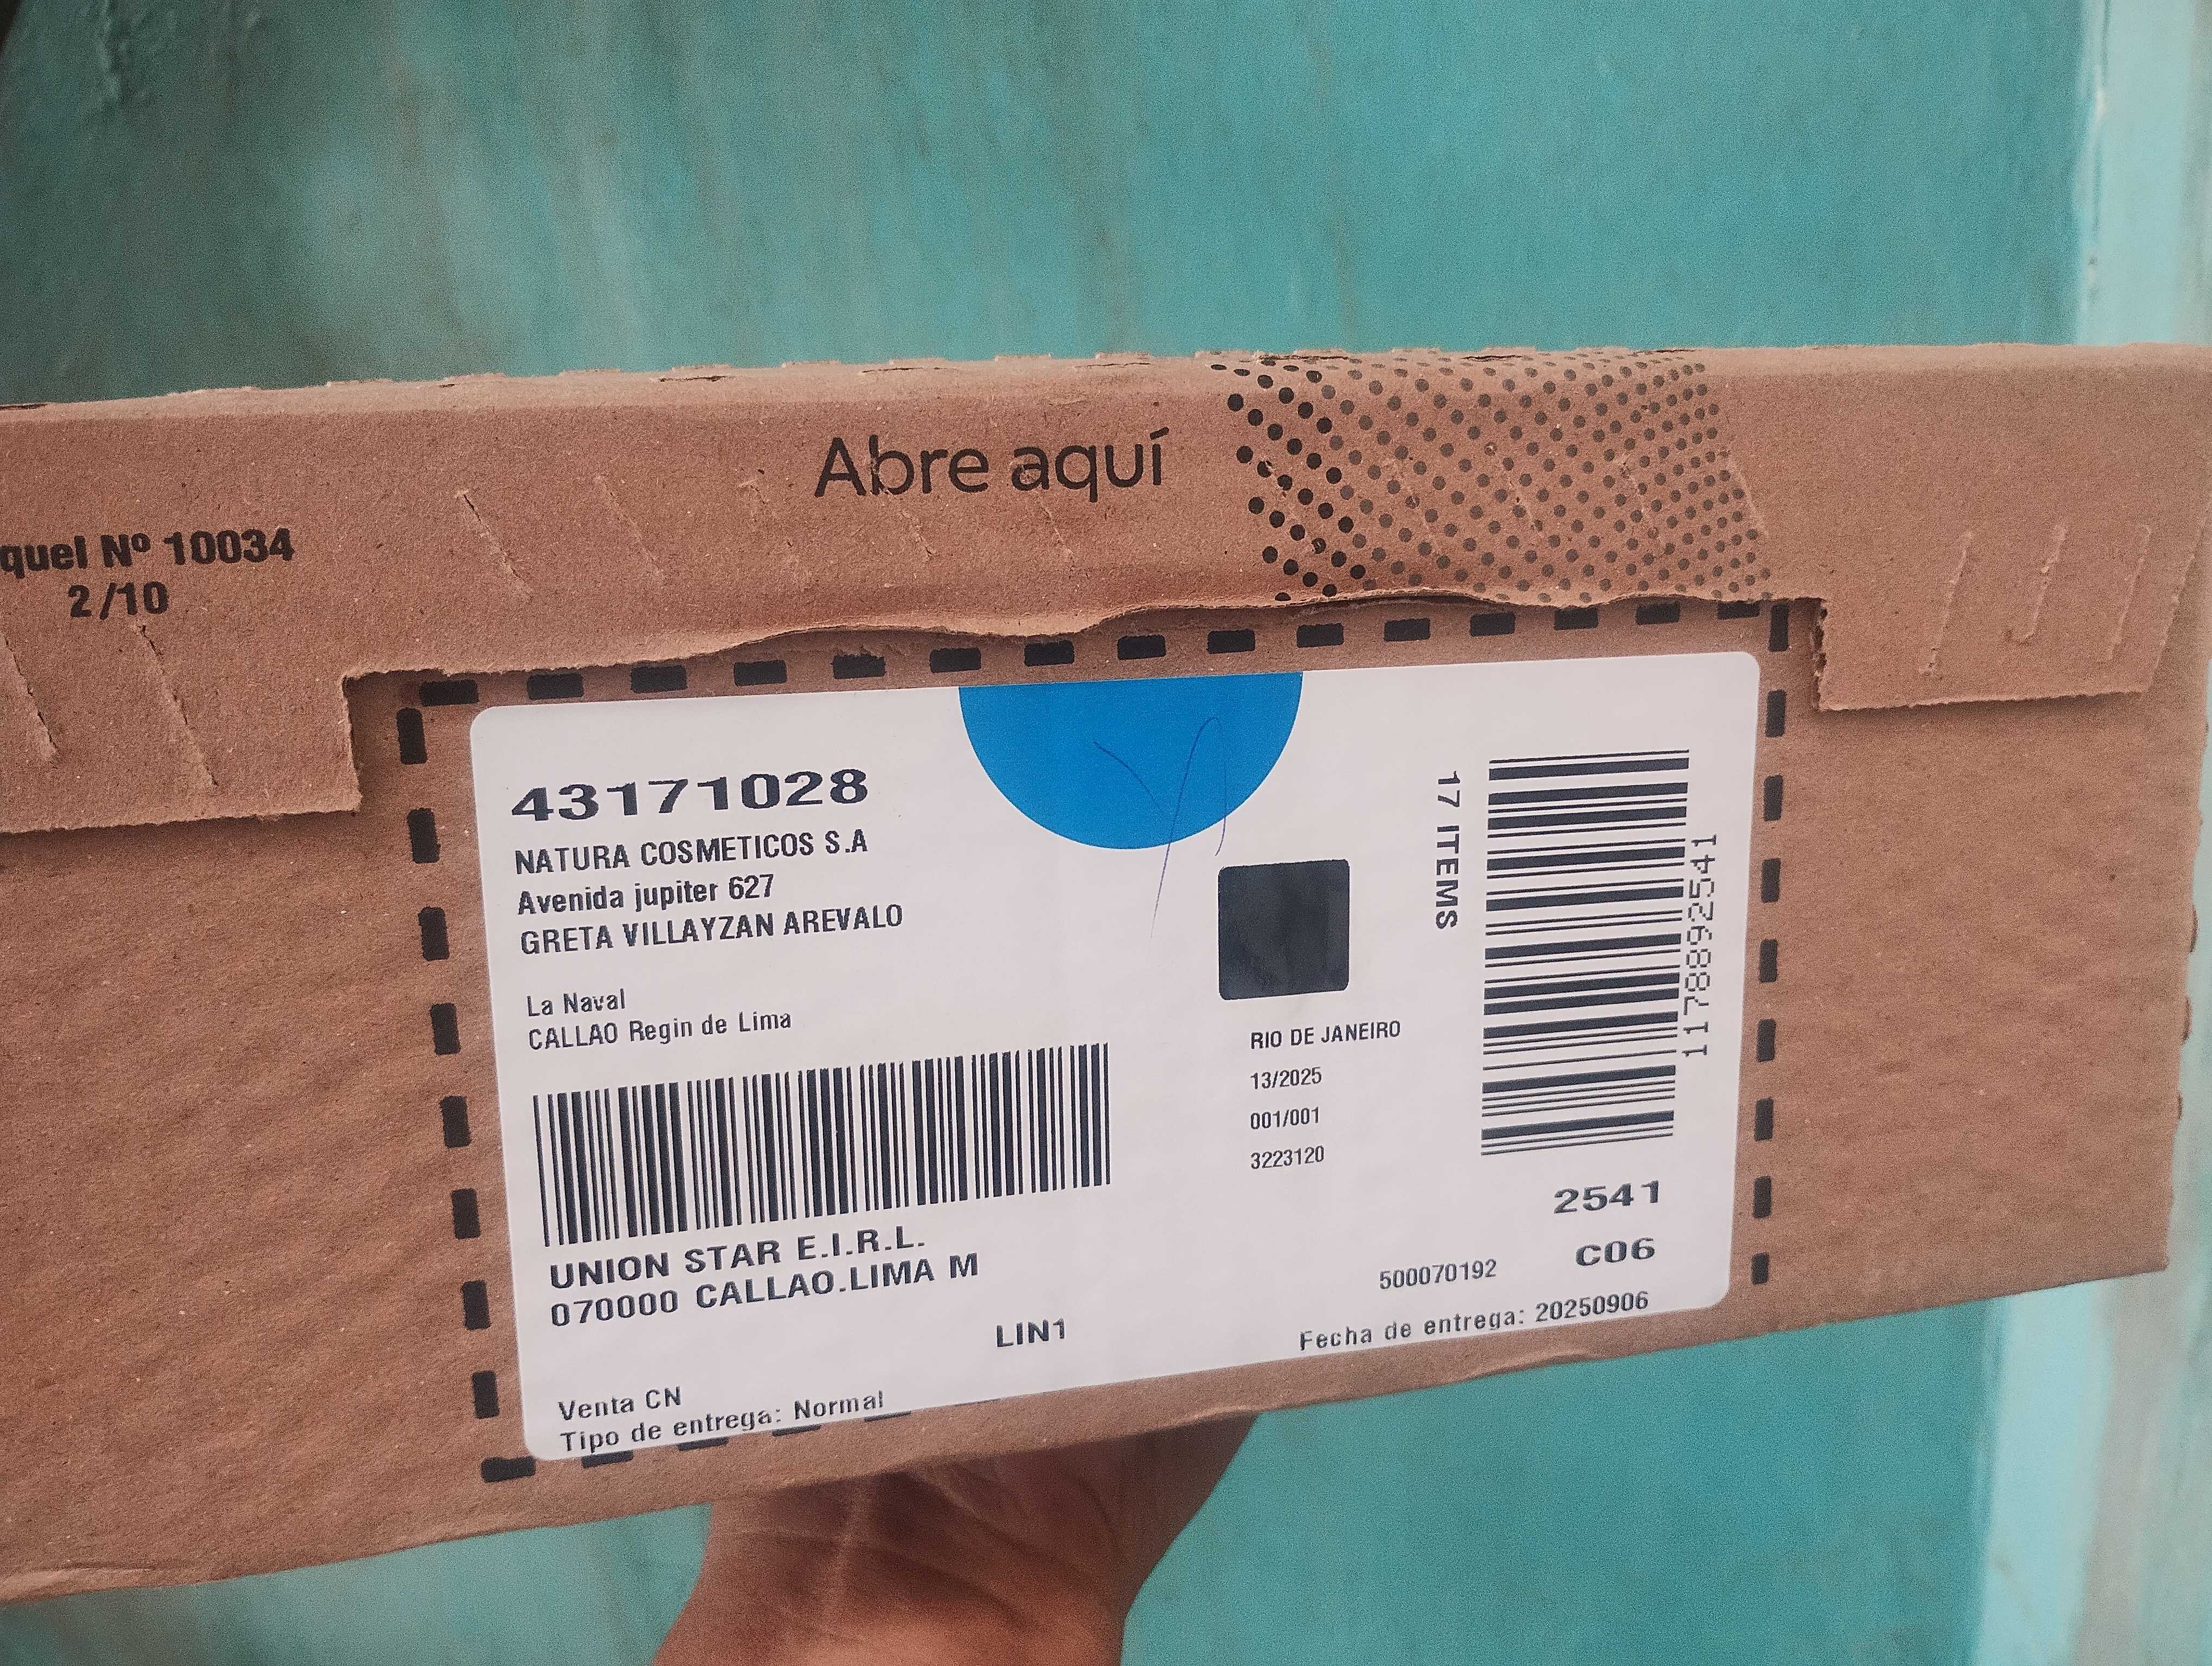 Abre aquí
quel Nº 10034
2/10
43171028
NATURA COSMETICOS S.A
Avenida jupiter 627
GRETA VILLAYZAN AREVALO
La Naval
CALLAO Regin de Lima
UNION STAR E.I.R.L.
070000 CALLAO.LIMA M
LIN1
Venta CN
Tipo de entrega: Normal
RIO DE JANEIRO
13/2025
001/001
3223120
17 ITEMS
1178892541
2541
C06
500070192
Fecha de entrega: 20250906